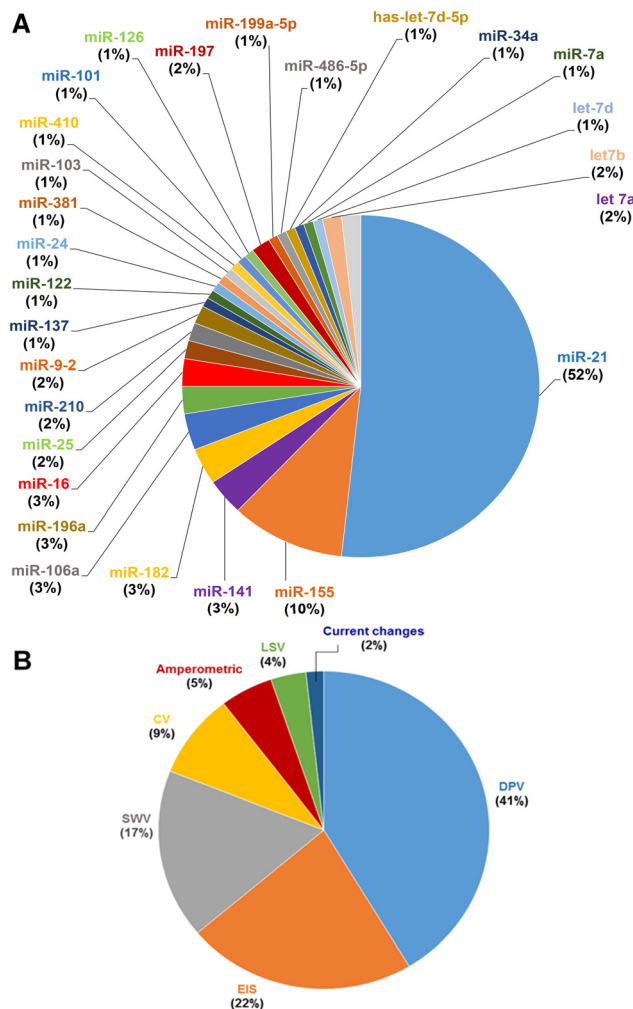 A
miR-126
(1%)
miR-197
(2%)
miR-199a-5p
(1%)
miR-486-5p
(1%)
has-let-7d-5p
(1%)
miR-34a
(1%)
miR-7a
(1%)
let-7d
(1%)
let7b
(2%)
let 7a
(2%)
miR-101
(1%)
miR-410
(1%)
miR-103
(1%)
miR-381
(1%)
miR-24
(1%)
miR-122
(1%)
miR-137
(1%)
miR-9-2
(2%)
miR-210
(2%)
miR-25
(2%)
miR-16
(3%)
miR-196a
(3%)
miR-106a
(3%)
miR-182
(3%)
miR-141
(3%)
miR-155
(10%)
miR-21
(52%)
B
Current changes
(2%)
LSV
(4%)
Amperometric
(5%)
CV
(9%)
SWV
(17%)
EIS
(22%)
DPV
(41%)